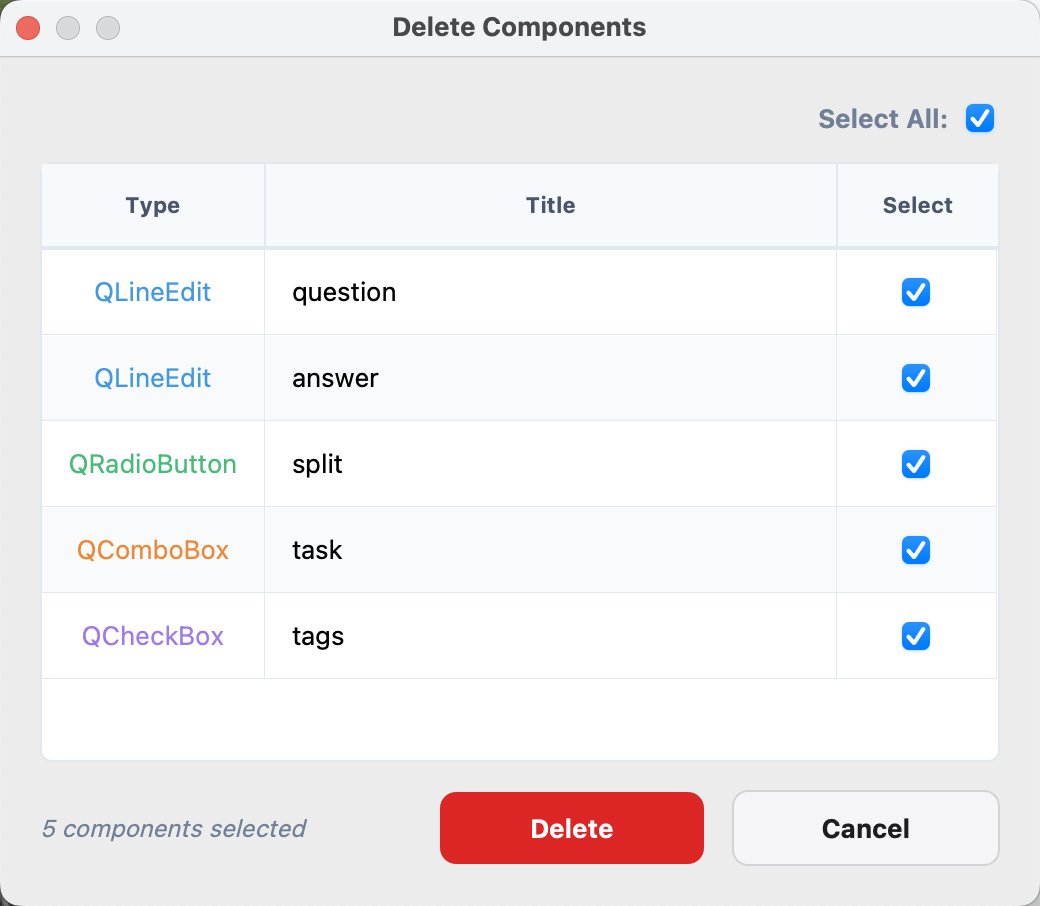 Delete Components
Select All:
Type Title Select
QLineEdit question
QLineEdit answer
QRadioButton split
QComboBox task
QCheckBox tags
5 components selected Delete Cancel